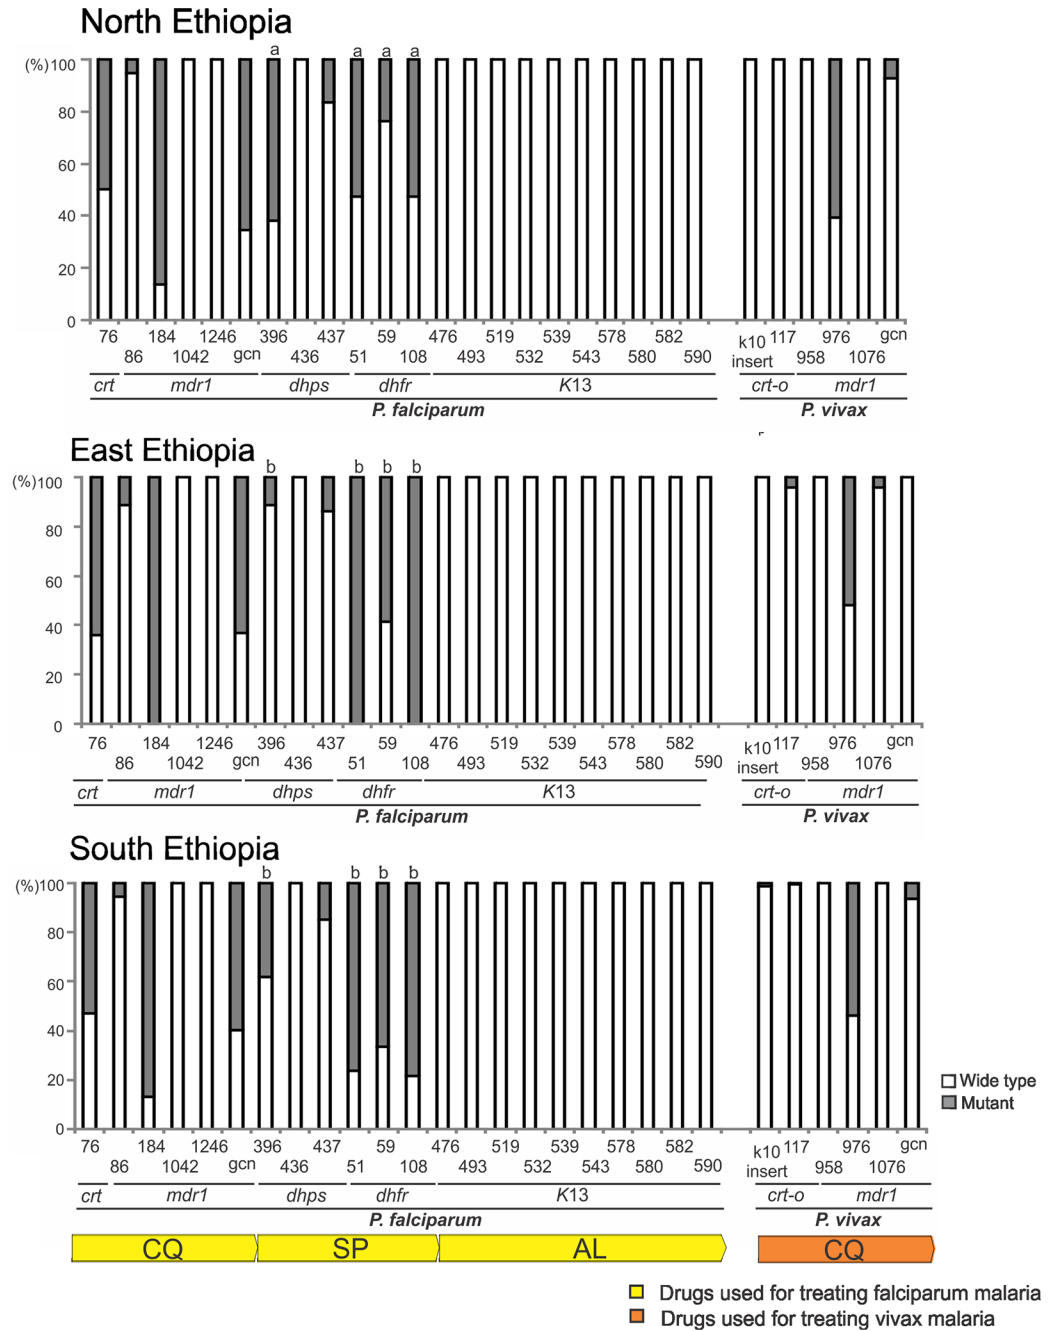 North Ethiopia
a a a a
(%)100
80
60
40
20
0
76 184 1246 396 437 59 476 519 539 578 582 117 976 gcn
86 1042 gcn 436 51 108 493 532 543 580 590 k10 insert 958 1076
crt mdr1 dhps dhfr K13 crt-o mdr1
P. falciparum P. vivax
East Ethiopia
b b b b
(%)100
80
60
40
20
0
76 184 1246 396 437 59 476 519 539 578 582 117 976 gcn
86 1042 gcn 436 51 108 493 532 543 580 590 k10 insert 958 1076
crt mdr1 dhps dhfr K13 crt-o mdr1
P. falciparum P. vivax
South Ethiopia
b b b b
(%)100
80
60
40
20
0
Wide type
Mutant
76 184 1246 396 437 59 476 519 539 578 582 117 976 gcn
86 1042 gcn 436 51 108 493 532 543 580 590 k10 insert 958 1076
crt mdr1 dhps dhfr K13 crt-o mdr1
P. falciparum P. vivax
CQ SP AL CQ
Drugs used for treating falciparum malaria
Drugs used for treating vivax malaria